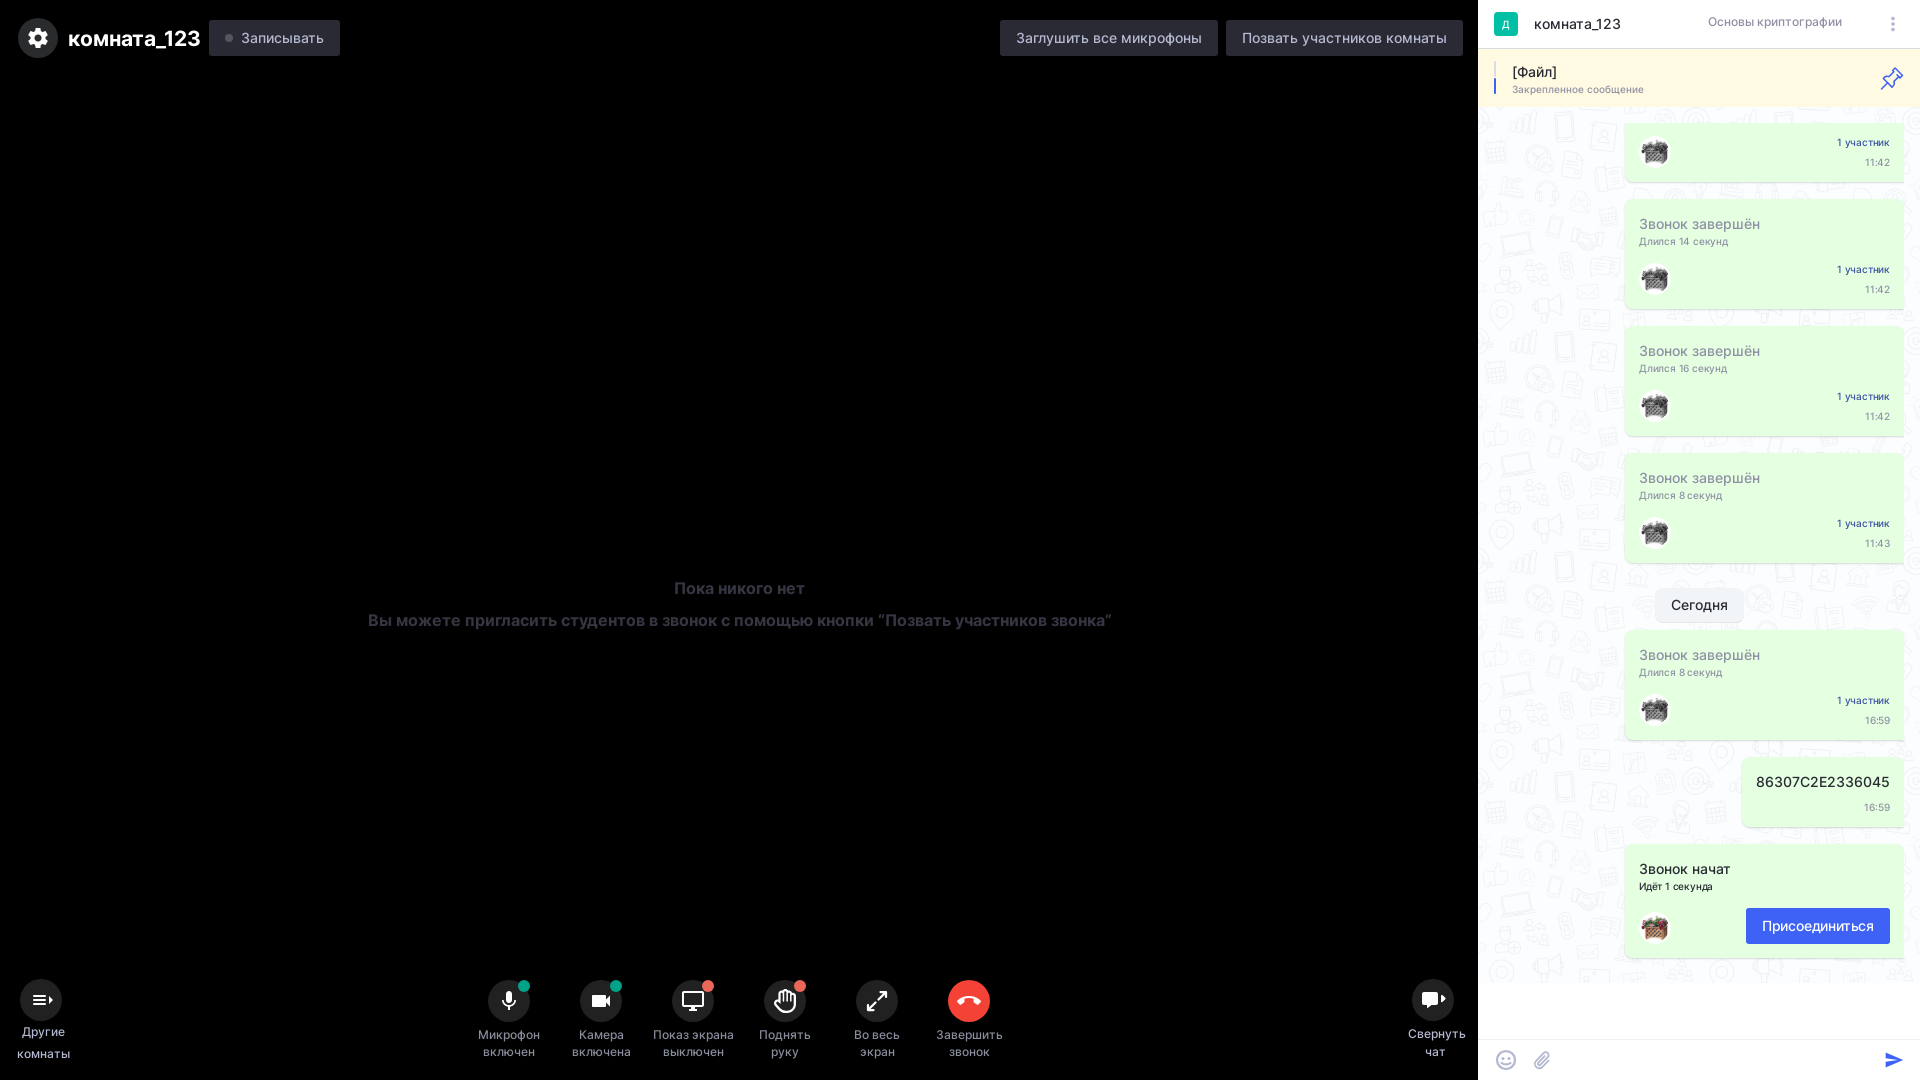 комната_123
Записывать
Заглушить все микрофоны
Позвать участников комнаты
Пока никого нет
Вы можете пригласить студентов в звонок с помощью кнопки “Позвать участников звонка”
Другие
комнаты
Микрофон
включен
Камера
включена
Показ экрана
выключен
Поднять
руку
Во весь
экран
Завершить
звонок
Свернуть
чат
Д
комната_123
Основы криптографии
[Файл]
Закрепленное сообщение
1 участник
11:42
Звонок завершён
Длился 14 секунд
1 участник
11:42
Звонок завершён
Длился 16 секунд
1 участник
11:42
Звонок завершён
Длился 8 секунд
1 участник
11:43
Сегодня
Звонок завершён
Длился 8 секунд
1 участник
16:59
86307C2E2336045
16:59
Звонок начат
Идёт 1 секунда
Присоединиться